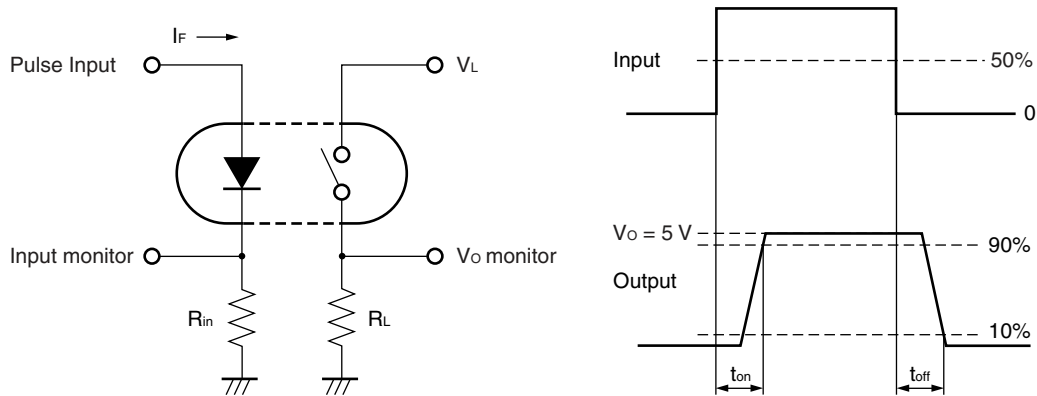 IF
Pulse Input
VL
Input monitor
VO monitor
Rin
RL
Input
50%
0
VO = 5 V
90%
Output
10%
ton
toff